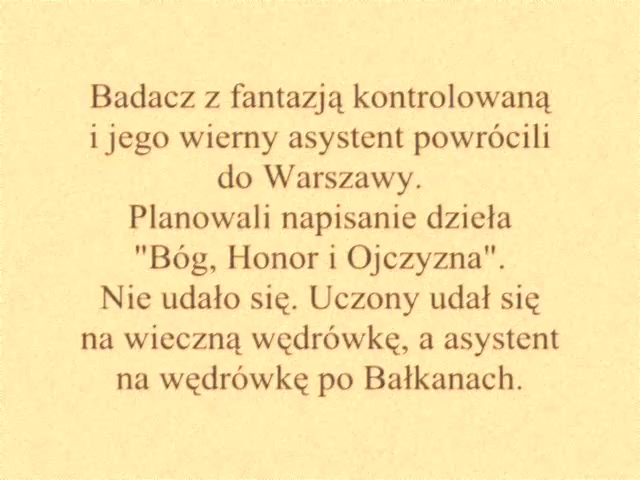 Badacz z fantazją kontrolowaną
i jego wierny asystent powrócili
do Warszawy.
Planowali napisanie dzieła
"Bóg, Honor i Ojczyzna".
Nie udało się. Uczony udał się
na wieczną wędrówkę, a asystent
na wędrówkę po Bałkanach.